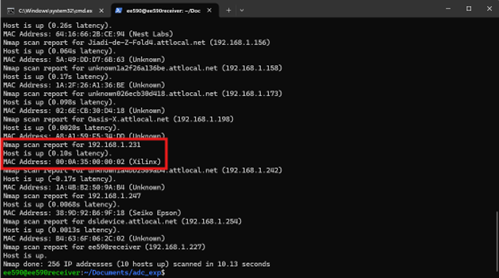 C:\Windows\system32\cmd.ex
ee590@ee590receiver: ~/Doc
Host is up (0.26s latency).
MAC Address: 64:16:66:2B:CE:94 (Nest Labs)
Nmap scan report for Jiadi-de-Z-Fold4.attlocal.net (192.168.1.156)
Host is up (0.064s latency).
MAC Address: 5A:49:DD:D7:6B:63 (Unknown)
Nmap scan report for unknown1a2f26a136be.attlocal.net (192.168.1.158)
Host is up (0.17s latency).
MAC Address: 1A:2F:26:A1:36:BE (Unknown)
Nmap scan report for unknown026ecb30d418.attlocal.net (192.168.1.173)
Host is up (0.098s latency).
MAC Address: 02:6E:CB:30:D4:18 (Unknown)
Nmap scan report for Oasis-X.attlocal.net (192.168.1.198)
Host is up (0.0020s latency).
MAC Address: A8:A1:59:F5:34:DD (Unknown)
Nmap scan report for 192.168.1.231
Host is up (0.10s latency).
MAC Address: 00:0A:35:00:00:02 (Xilinx)
Nmap scan report for .attlocal.net (192.168.1.242)
Host is up (-0.17s latency).
MAC Address: 1A:4B:B2:50:9A:B4 (Unknown)
Nmap scan report for 192.168.1.247
Host is up (0.0068s latency).
MAC Address: 38:9D:92:B6:9F:18 (Seiko Epson)
Nmap scan report for dsldevice.attlocal.net (192.168.1.254)
Host is up (0.0013s latency).
MAC Address: B4:63:6F:06:2C:02 (Unknown)
Nmap scan report for ee590receiver (192.168.1.227)
Host is up.
Nmap done: 256 IP addresses (10 hosts up) scanned in 10.13 seconds
ee590@ee590receiver:~/Documents/adc_exp$